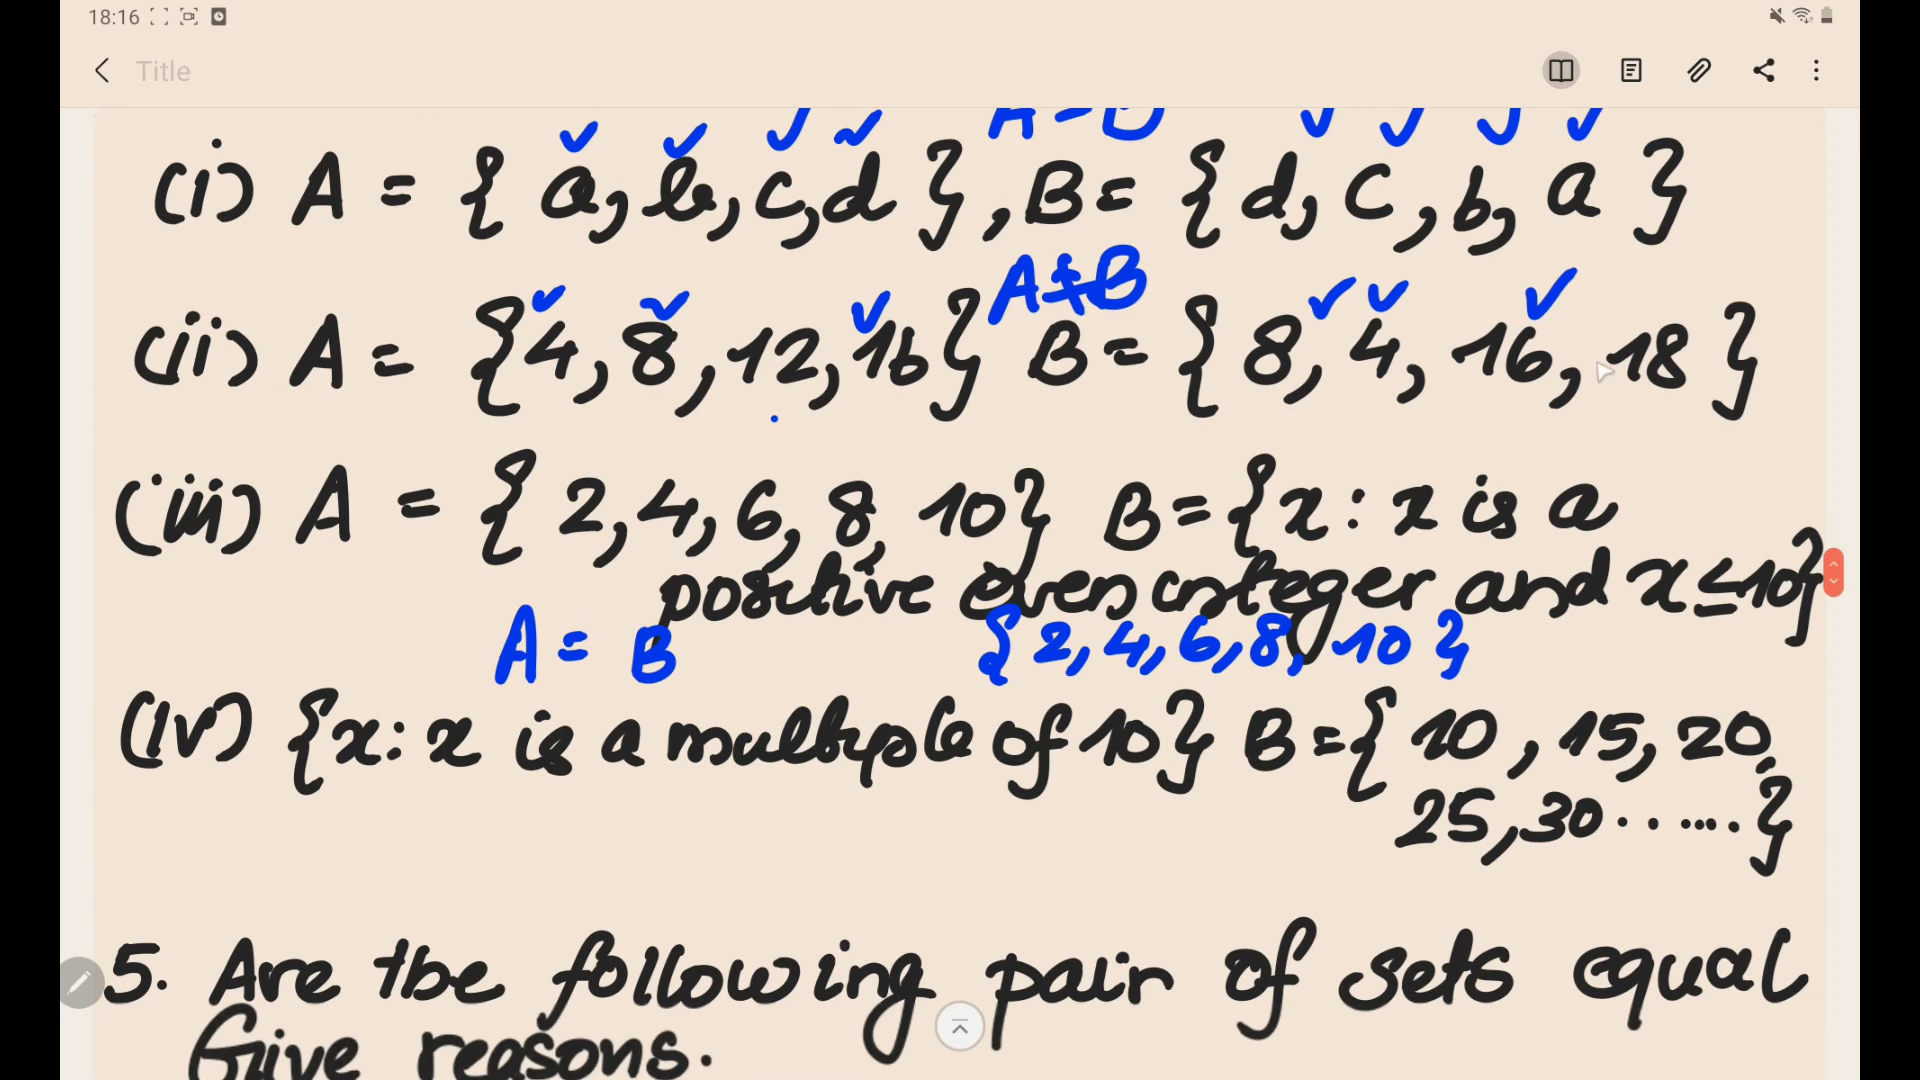 18:16
Title
A=B
(i) A = { a, b, c, d }, B = { d, c, b, a }
A ≠ B
(ii) A = {4, 8, 12, 16} B = { 8, 4, 16, 18 }
(iii) A = { 2, 4, 6, 8, 10} B = {x : x is a
positive even integer and x ≤ 10}
A = B { 2, 4, 6, 8, 10 }
(iv) {x : x is a multiple of 10} B = { 10, 15, 20,
25, 30 ....... }
5. Are the following pair of sets equal
Give reasons.